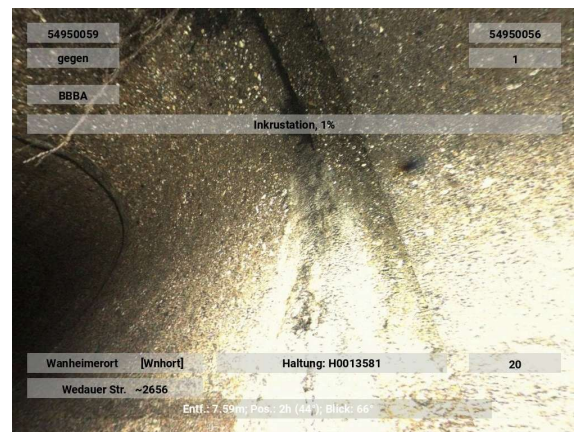 54950059 54950056
gegen 1
BBBA
Inkrustation, 1%
Wanheimerort [Wnhort] Haltung: H0013581 20
Wedauer Str. ~2656
Entf.: 7.59m; Pos.: 2h (44°); Blick: 66°